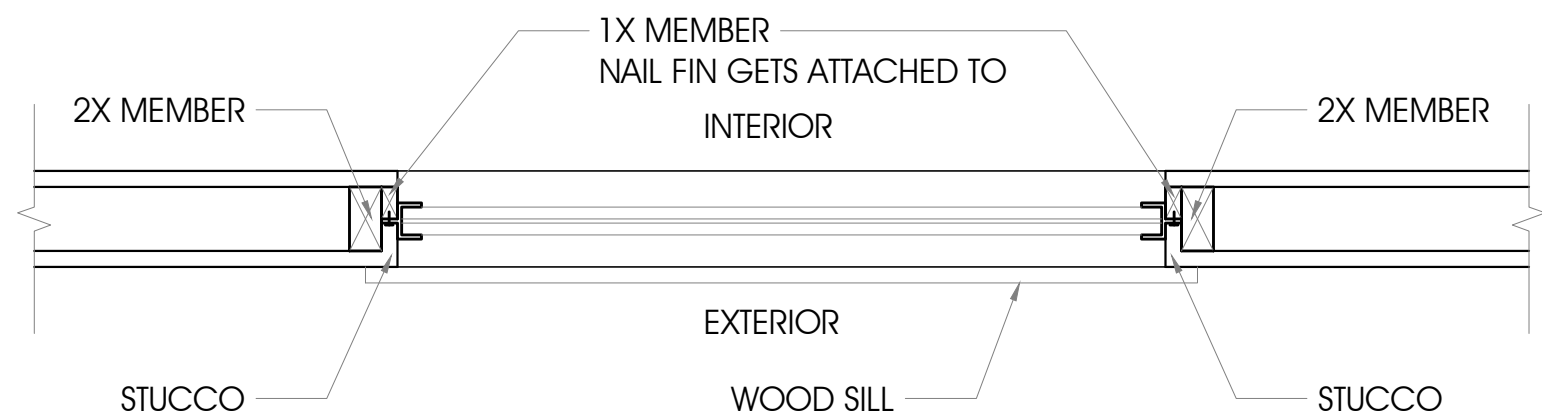 1X MEMBER
NAIL FIN GETS ATTACHED TO
2X MEMBER
2X MEMBER
INTERIOR
EXTERIOR
STUCCO
WOOD SILL
STUCCO